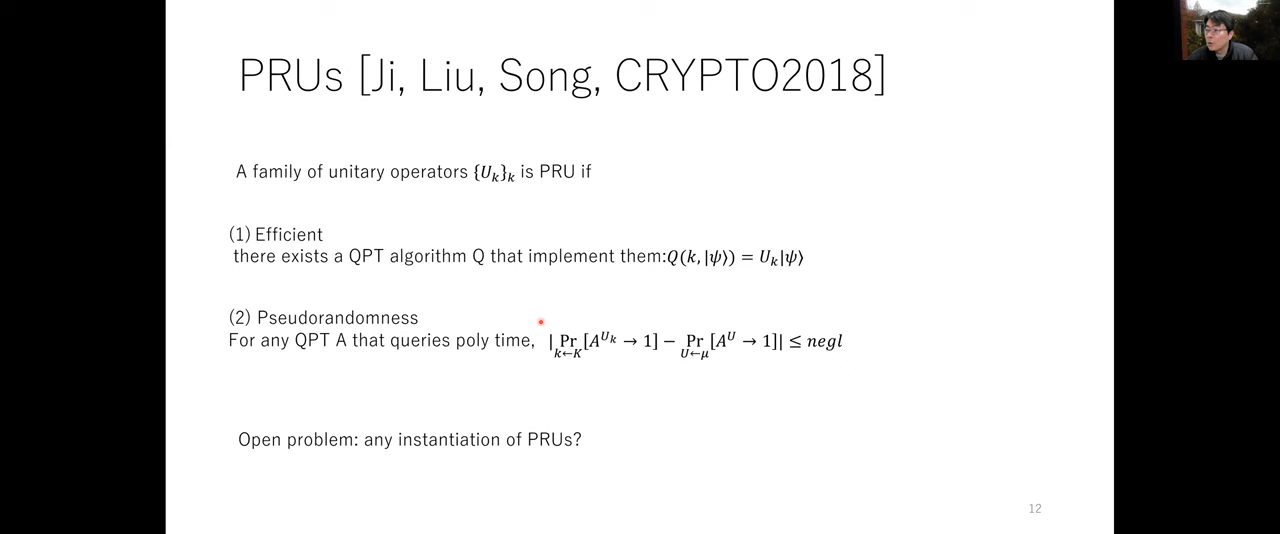 PRUs [Ji, Liu, Song, CRYPTO2018]
A family of unitary operators {U_k}_k is PRU if
(1) Efficient
there exists a QPT algorithm Q that implement them:Q(k, |ψ⟩) = U_k|ψ⟩
(2) Pseudorandomness
For any QPT A that queries poly time, | Pr_{k←K}[A^{U_k} → 1] − Pr_{U←μ}[A^U → 1]| ≤ negl
Open problem: any instantiation of PRUs?
12